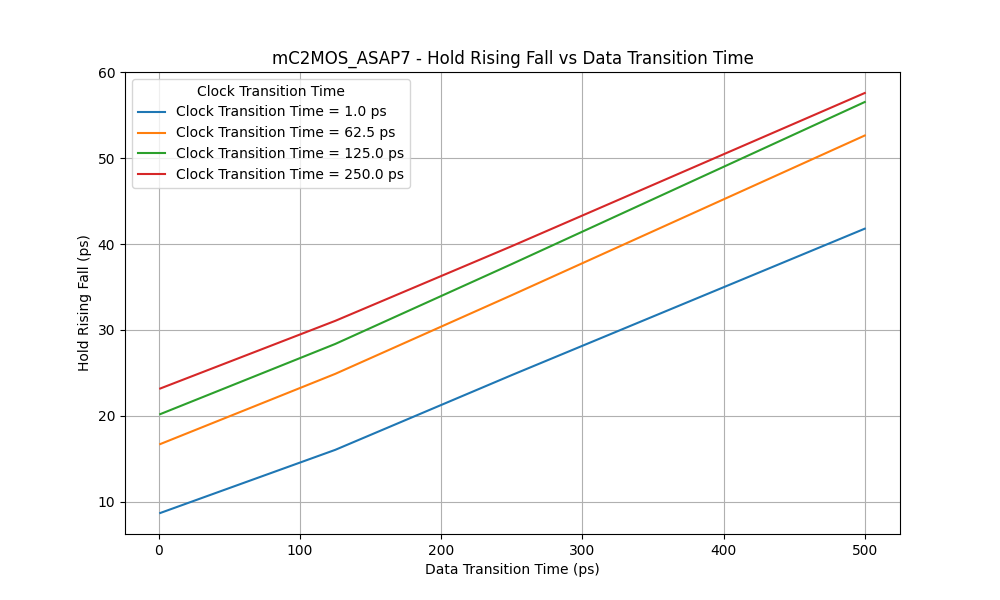 mC2MOS_ASAP7 - Hold Rising Fall vs Data Transition Time
Clock Transition Time
Clock Transition Time = 1.0 ps
Clock Transition Time = 62.5 ps
Clock Transition Time = 125.0 ps
Clock Transition Time = 250.0 ps
Hold Rising Fall (ps)
60
50
40
30
20
10
0 100 200 300 400 500
Data Transition Time (ps)